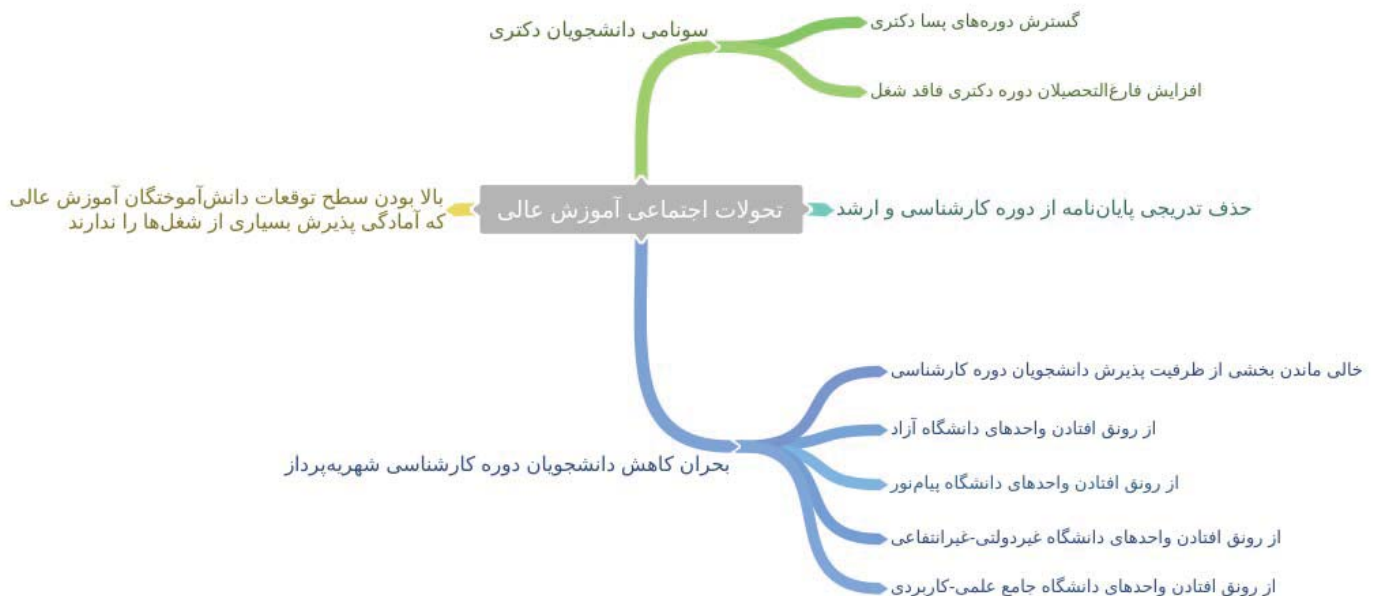 سونامی دانشجویان دکتری
گسترش دوره‌های پسا دکتری
افزایش فارغ‌التحصیلان دوره دکتری فاقد شغل
تحولات اجتماعی آموزش عالی
حذف تدریجی پایان‌نامه از دوره کارشناسی و ارشد
بالا بودن سطح توقعات دانش‌آموختگان آموزش عالی
که آمادگی پذیرش بسیاری از شغل‌ها را ندارند
بحران کاهش دانشجویان دوره کارشناسی شهریه‌پرداز
خالی ماندن بخشی از ظرفیت پذیرش دانشجویان دوره کارشناسی
از رونق افتادن واحدهای دانشگاه آزاد
از رونق افتادن واحدهای دانشگاه پیام‌نور
از رونق افتادن واحدهای دانشگاه غیردولتی-غیرانتفاعی
از رونق افتادن واحدهای دانشگاه جامع علمی-کاربردی